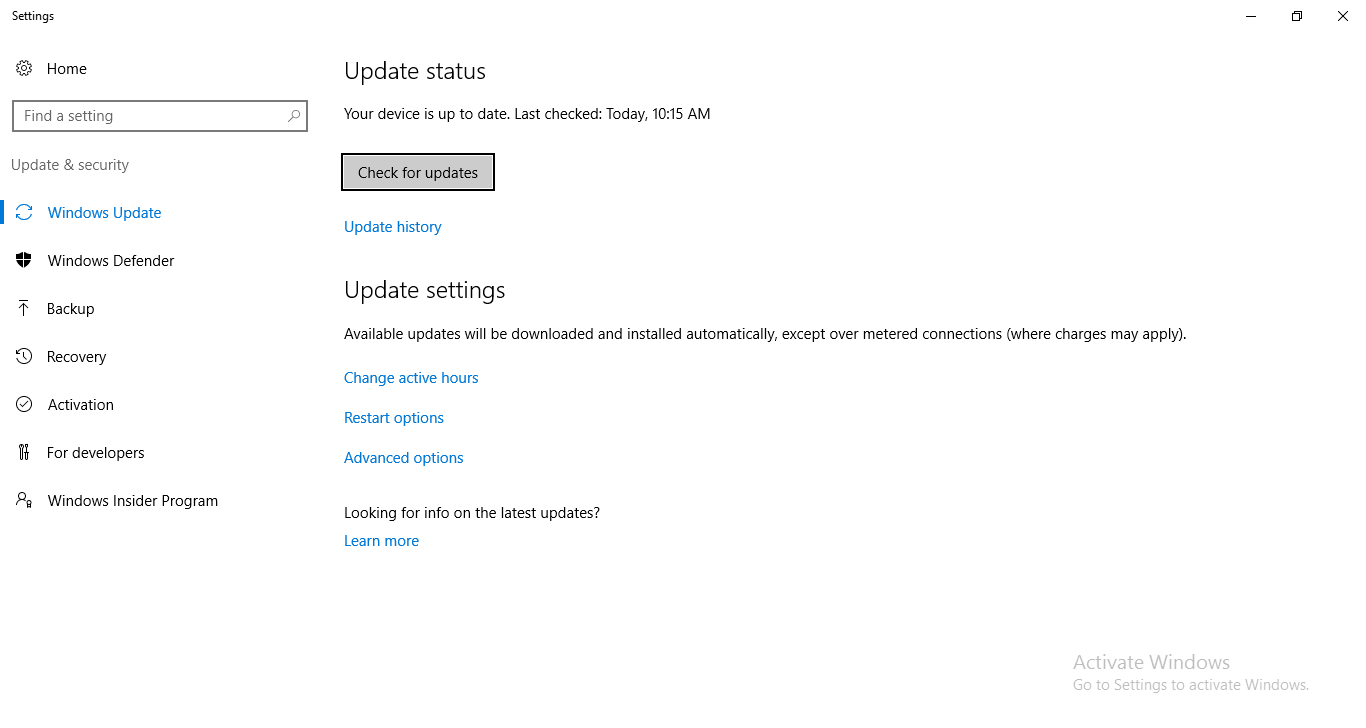 Settings
Home
Find a setting
Update & security
Windows Update
Windows Defender
Backup
Recovery
Activation
For developers
Windows Insider Program
Update status
Your device is up to date. Last checked: Today, 10:15 AM
Check for updates
Update history
Update settings
Available updates will be downloaded and installed automatically, except over metered connections (where charges may apply).
Change active hours
Restart options
Advanced options
Looking for info on the latest updates?
Learn more
Activate Windows
Go to Settings to activate Windows.